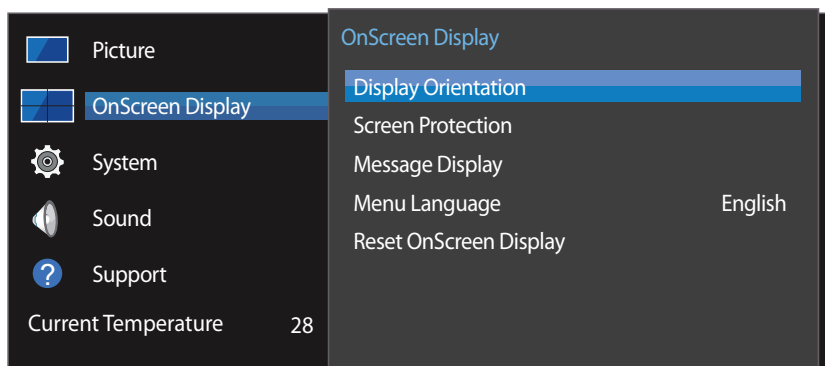 Picture
OnScreen Display
System
Sound
?
Support
Current Temperature 28
OnScreen Display
Display Orientation
Screen Protection
Message Display
Menu Language English
Reset OnScreen Display